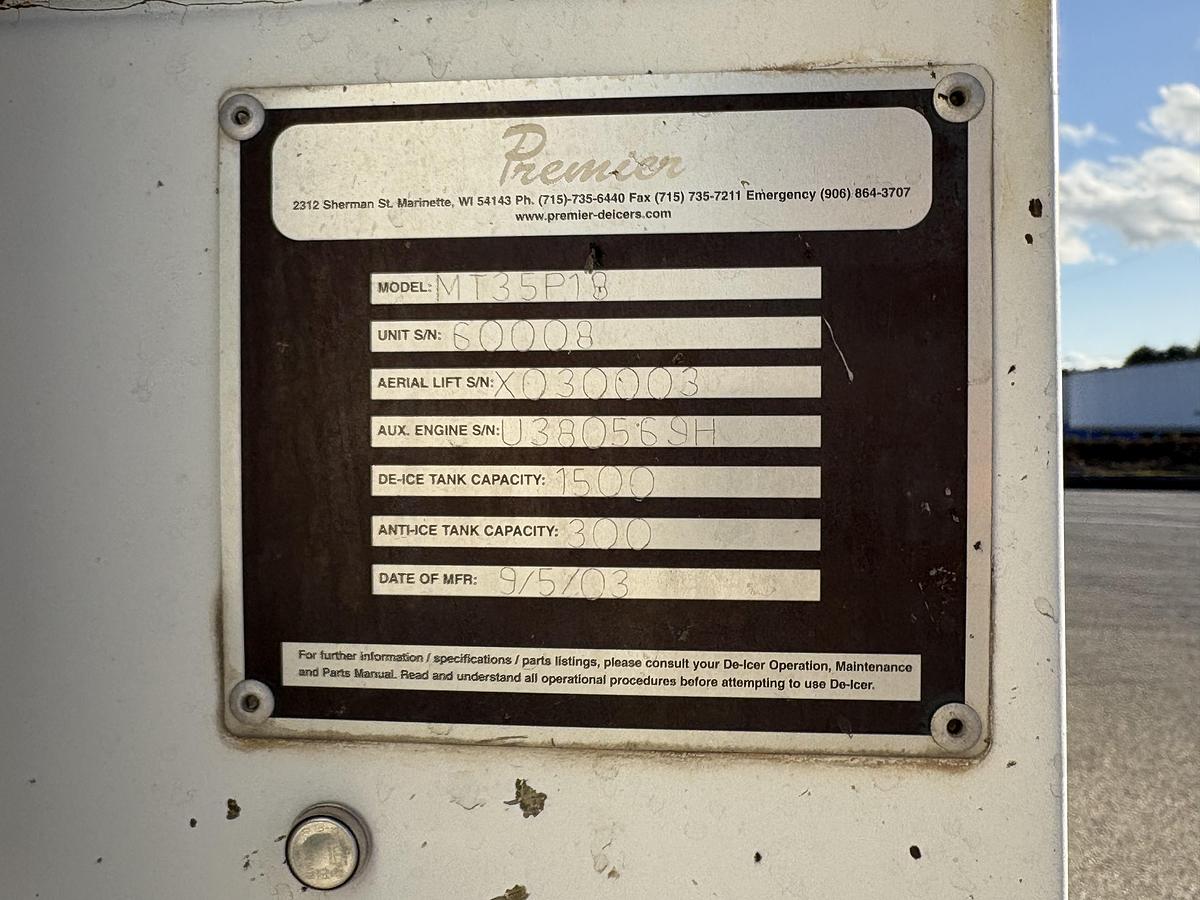 Premier
2312 Sherman St. Marinette, WI 54143 Ph. (715)-735-6440 Fax (715) 735-7211 Emergency (906) 864-3707
www.premier-deicers.com
MODEL: MT35P18
UNIT S/N: 60008
AERIAL LIFT S/N: X030003
AUX. ENGINE S/N: U380569H
DE-ICE TANK CAPACITY: 1500
ANTI-ICE TANK CAPACITY: 300
DATE OF MFR: 9/5/03
For further information / specifications / parts listings, please consult your De-Icer Operation, Maintenance
and Parts Manual. Read and understand all operational procedures before attempting to use De-Icer.